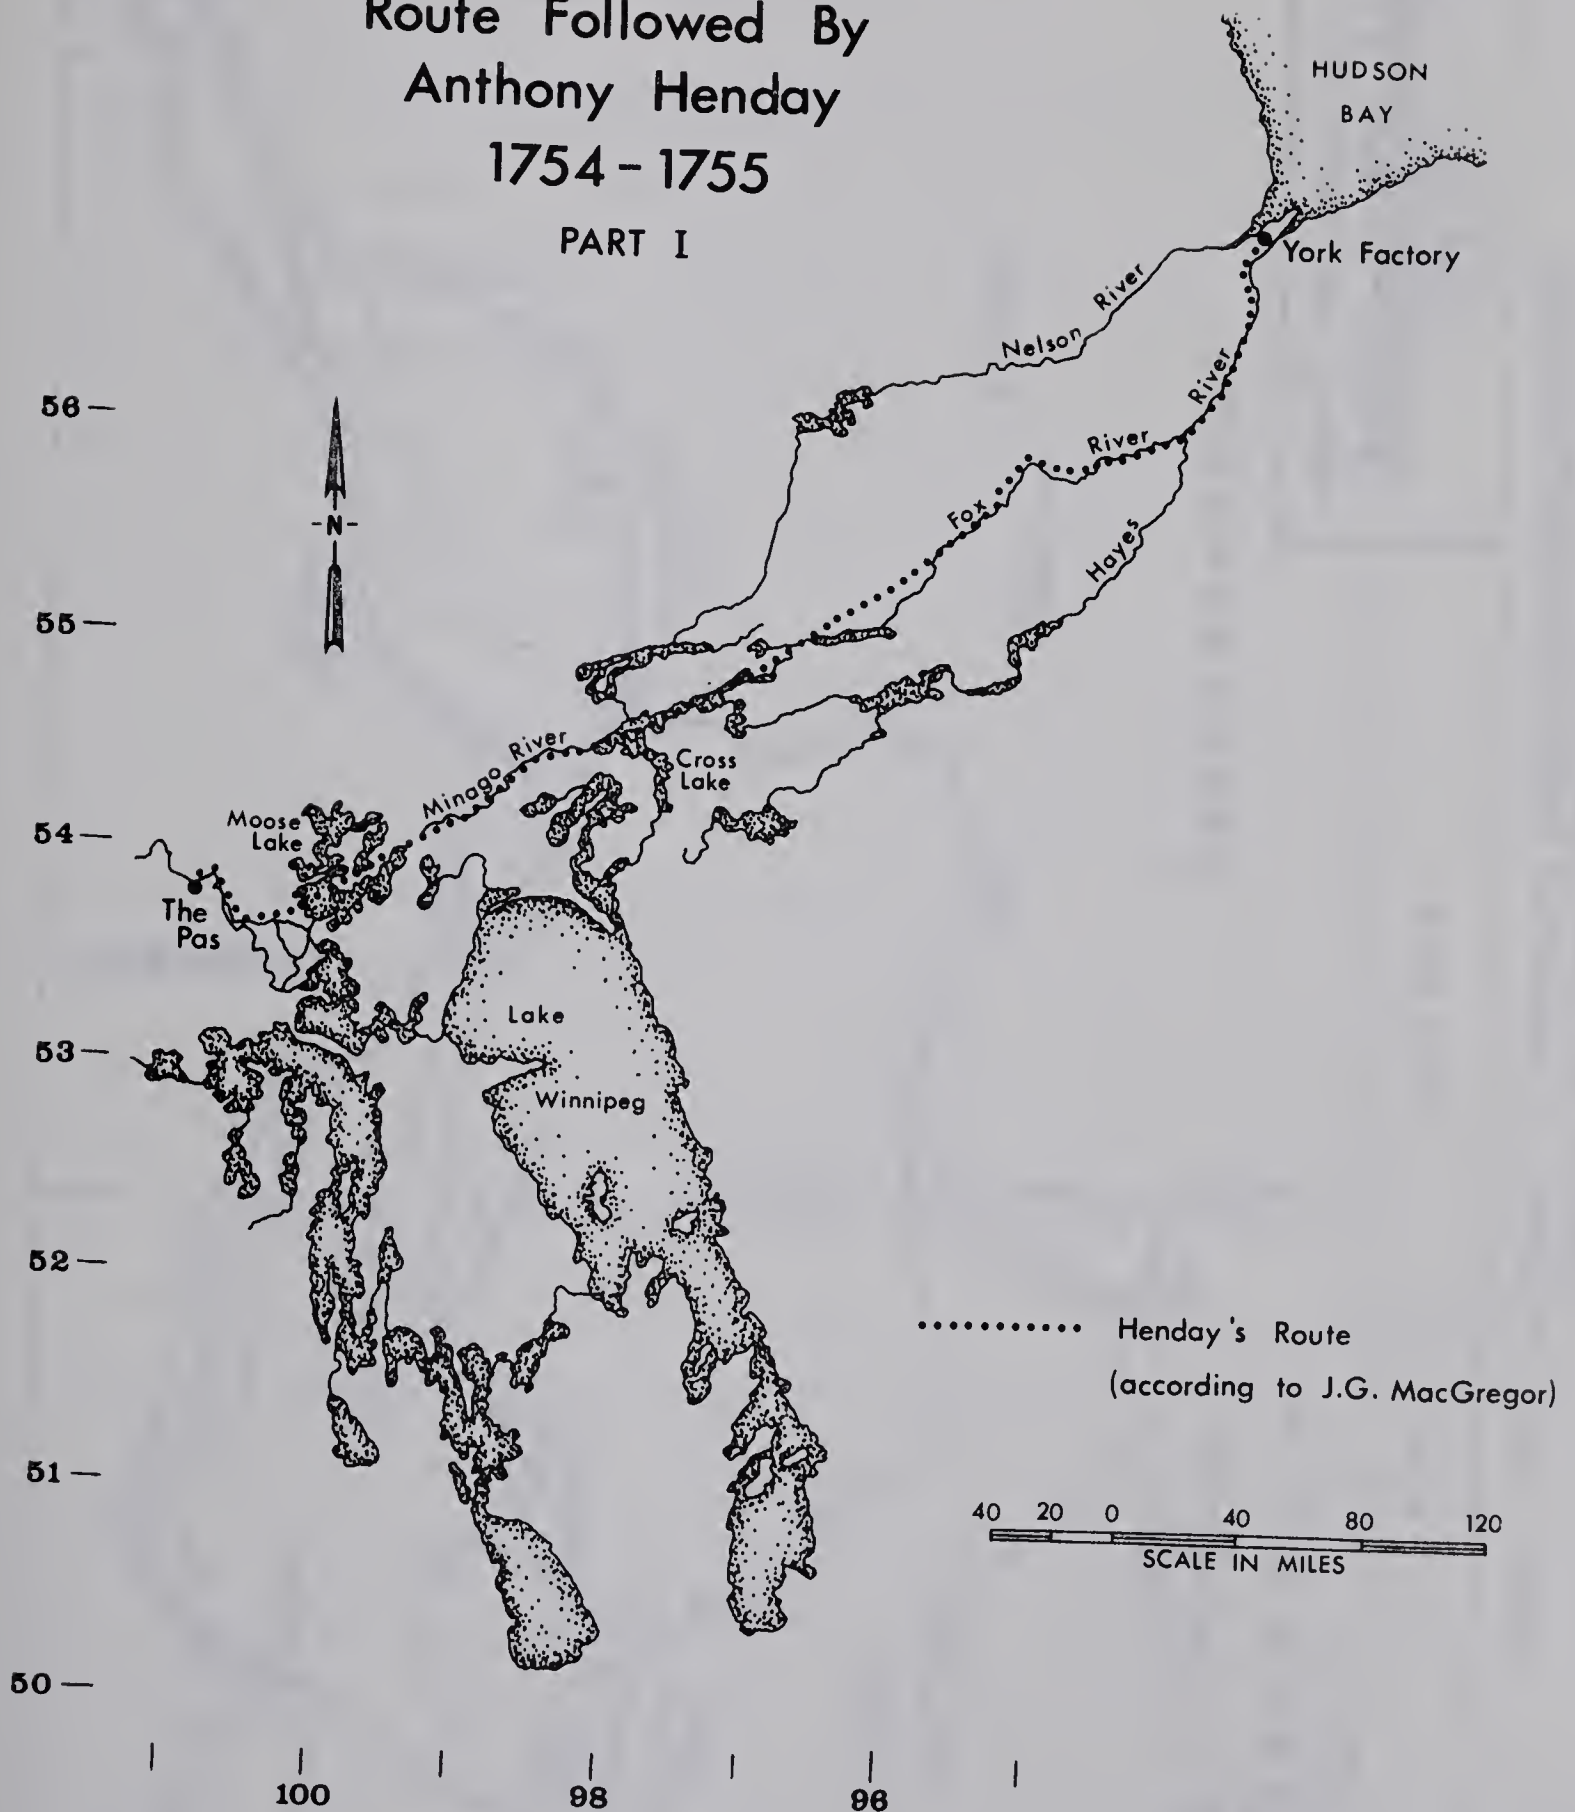 Route Followed By
Anthony Henday
1754-1755
PART I
HUDSON
BAY
York Factory
Nelson River
River
Fox River
Hayes
56
-N-
55
Minago River
Cross
Lake
Moose
Lake
54
The
Pas
Lake
Winnipeg
53
52
Henday's Route
(according to J.G. MacGregor)
51
40 20 0 40 80 120
SCALE IN MILES
50
100 98 96